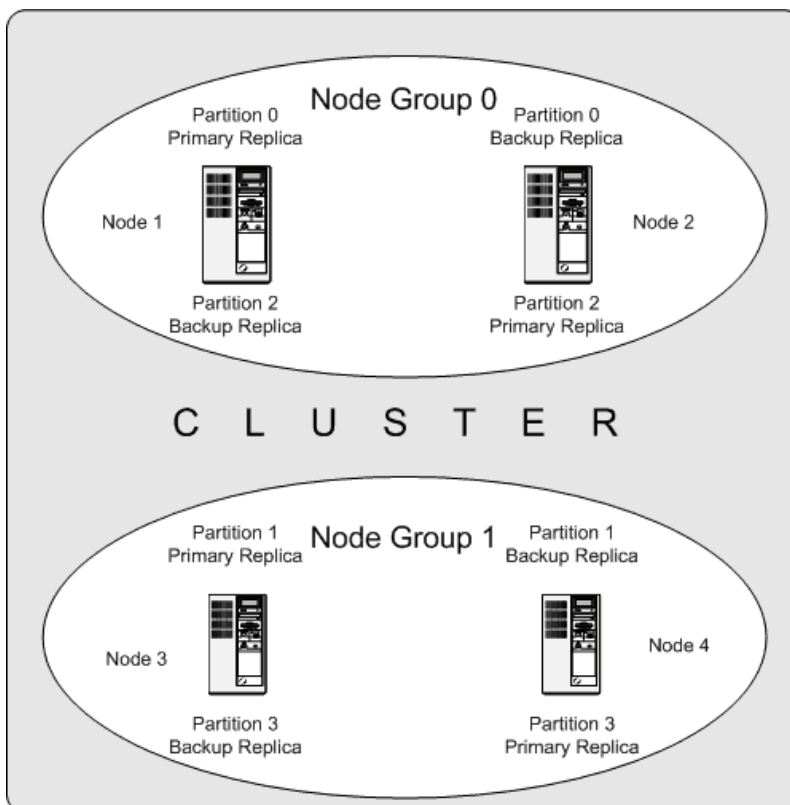 Node Group 0
Partition 0
Primary Replica
Partition 0
Backup Replica
Node 1
Node 2
Partition 2
Backup Replica
Partition 2
Primary Replica
C L U S T E R
Node Group 1
Partition 1
Primary Replica
Partition 1
Backup Replica
Node 3
Node 4
Partition 3
Backup Replica
Partition 3
Primary Replica